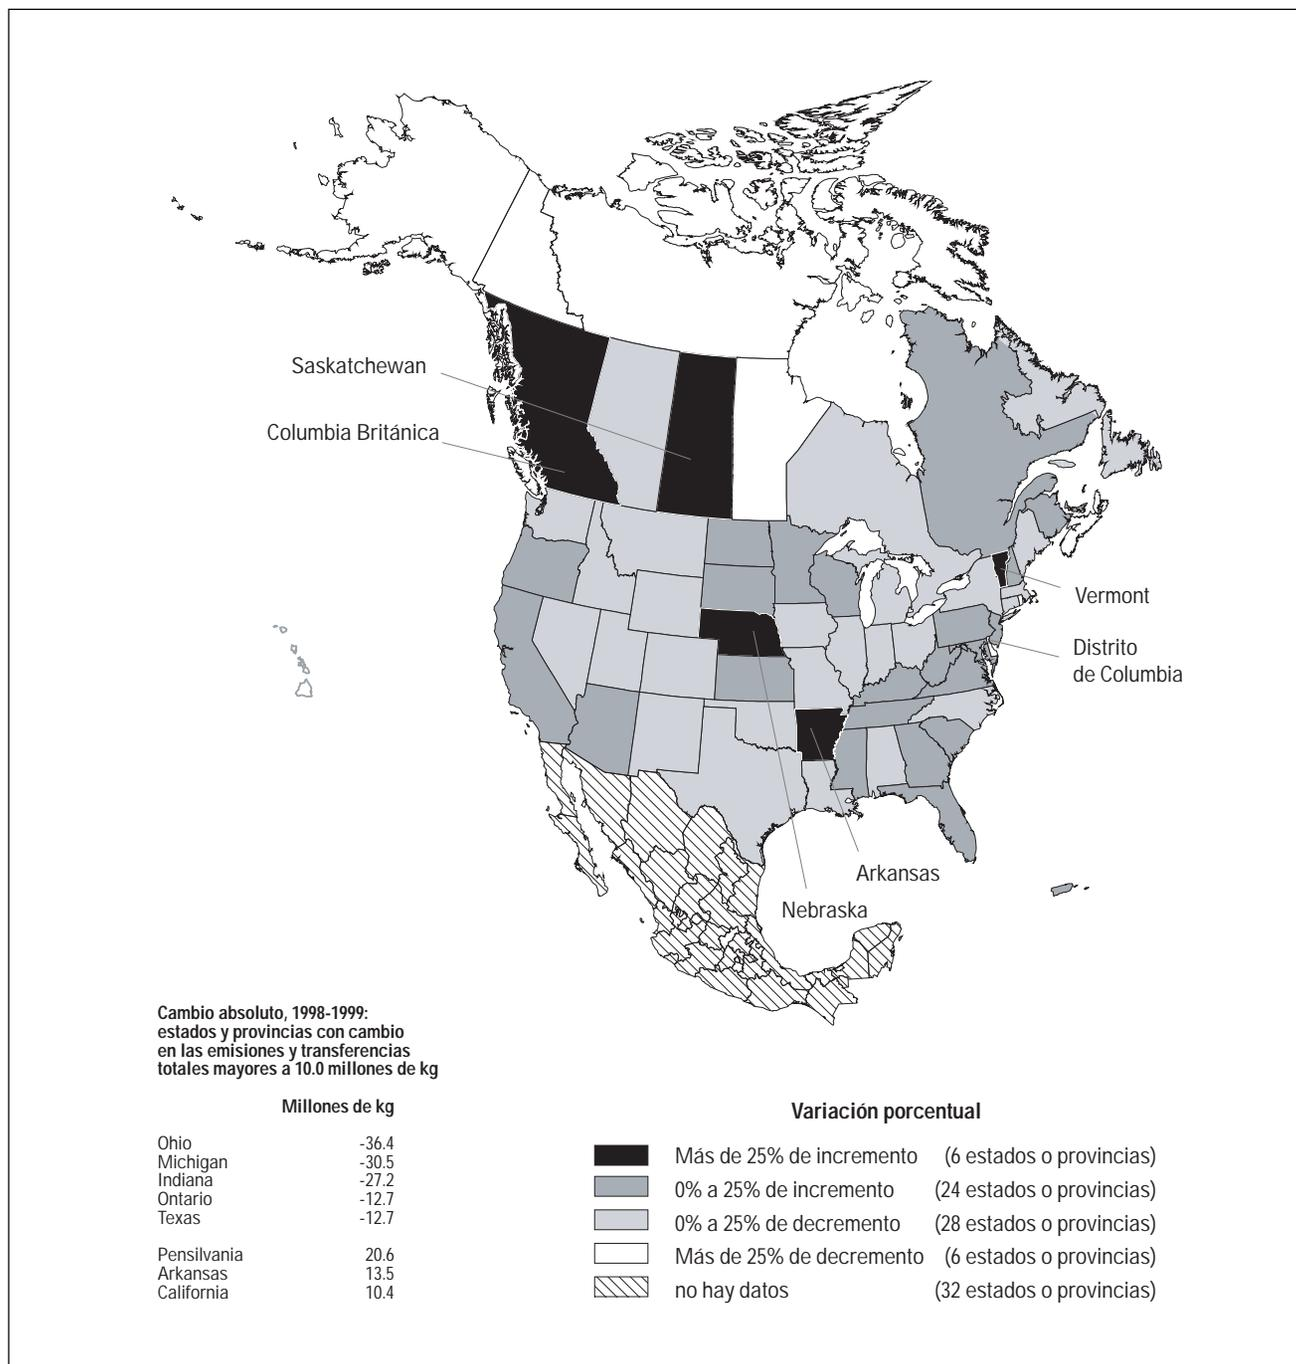 Saskatchewan
Columbia Británica
Vermont
Distrito
de Columbia
Arkansas
Nebraska
Cambio absoluto, 1998-1999:
estados y provincias con cambio
en las emisiones y transferencias
totales mayores a 10.0 millones de kg
Millones de kg
Ohio -36.4
Michigan -30.5
Indiana -27.2
Ontario -12.7
Texas -12.7
Pensilvania 20.6
Arkansas 13.5
California 10.4
Variación porcentual
Más de 25% de incremento (6 estados o provincias)
0% a 25% de incremento (24 estados o provincias)
0% a 25% de decremento (28 estados o provincias)
Más de 25% de decremento (6 estados o provincias)
no hay datos (32 estados o provincias)